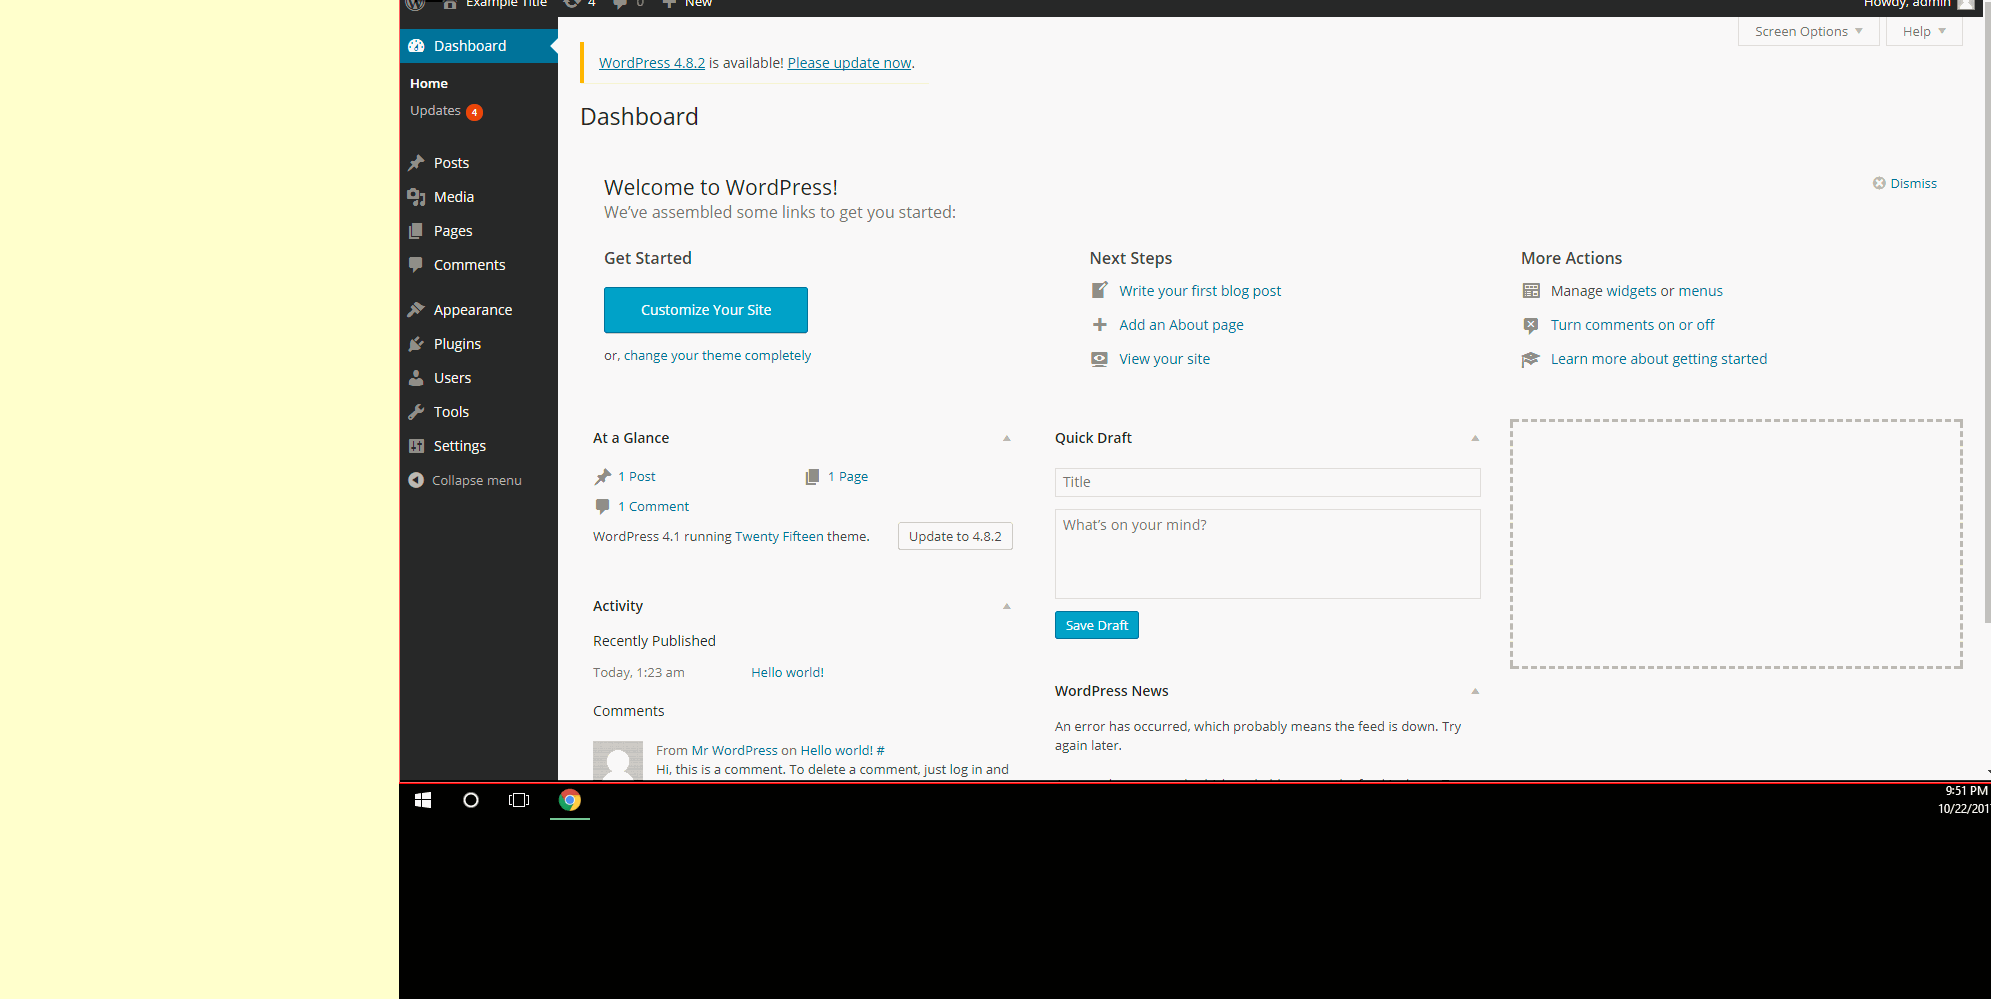 Example Title 4 0 New Howdy, admin
Dashboard
Screen Options Help
WordPress 4.8.2 is available! Please update now.
Home
Updates 4
Dashboard
Posts
Media
Pages
Comments
Appearance
Plugins
Users
Tools
Settings
Collapse menu
Welcome to WordPress!
Dismiss
We've assembled some links to get you started:
Get Started
Customize Your Site
or, change your theme completely
Next Steps
Write your first blog post
Add an About page
View your site
More Actions
Manage widgets or menus
Turn comments on or off
Learn more about getting started
At a Glance
1 Post 1 Page
1 Comment
WordPress 4.1 running Twenty Fifteen theme. Update to 4.8.2
Activity
Recently Published
Today, 1:23 am Hello world!
Comments
From Mr WordPress on Hello world! #
Hi, this is a comment. To delete a comment, just log in and
Quick Draft
Title
What's on your mind?
Save Draft
WordPress News
An error has occurred, which probably means the feed is down. Try
again later.
9:51 PM
10/22/201